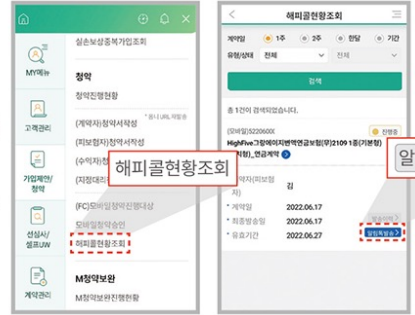 실손보상중복가입조회
MY메뉴
청약
청약진행현황
고객관리
(계약자)청약서작성
(피보험자)청약서작성
(수익자)청
(지정대리
가입제안/
청약
해피콜현황조회
(FC)모바일청약진행대상
모바일청약승인
선심사/
셀프UW
해피콜현황조회
M청약보완
계약관리
M청약보완진행현황
해피콜현황조회
계약일
1주
2주
한달
기간
유형/상태
전체
전체
검색
총 1건이 검색되었습니다.
(모바일)5220600
진행중
HighFive그랑에이지변액연금보험(무)2109 1종(기본형)
치형)_연금계약
알
약자(피보험
자)
김
* 계약일
2022.06.17
* 최종발송일
2022.06.17
발송이력
* 유효기간
2022.06.27
알림톡발송